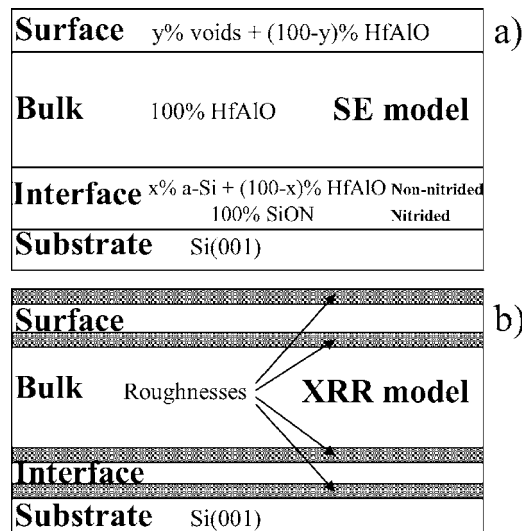 Surface y% voids + (100-y)% HfAlO a)
Bulk 100% HfAlO SE model
Interface x% a-Si + (100-x)% HfAlO Non-nitrided
100% SiON Nitrided
Substrate Si(001)
b)
Surface
Bulk Roughnesses XRR model
Interface
Substrate Si(001)